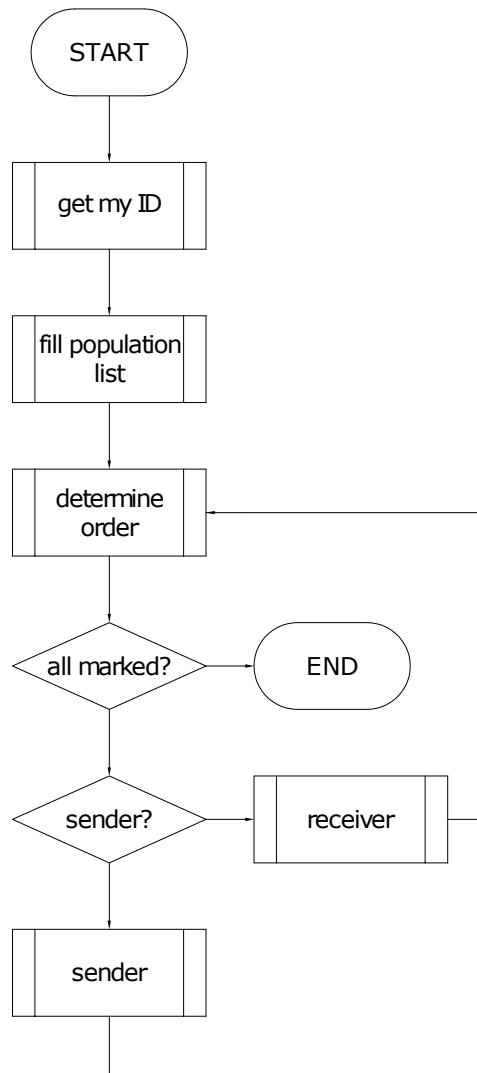 START
get my ID
fill population
list
determine
order
all marked?
END
sender?
receiver
sender